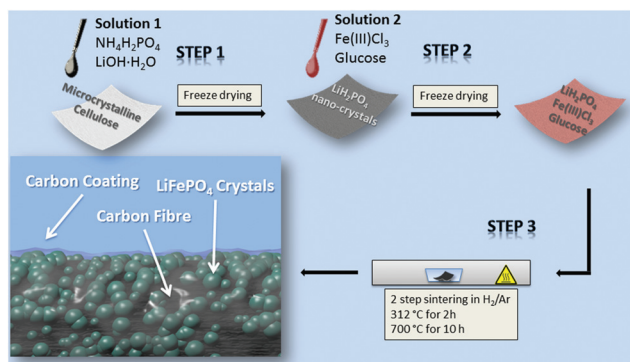 Solution 1
NH₄H₂PO₄
LiOH·H₂O
STEP 1
Microcrystalline
Cellulose
Freeze drying
Solution 2
Fe(III)Cl₃
Glucose
STEP 2
LiH₂PO₄
nano-crystals
Freeze drying
LiH₂PO₄
Fe(III)Cl₃
Glucose
STEP 3
2 step sintering in H₂/Ar
312 °C for 2h
700 °C for 10 h
Carbon Coating
LiFePO₄ Crystals
Carbon Fibre